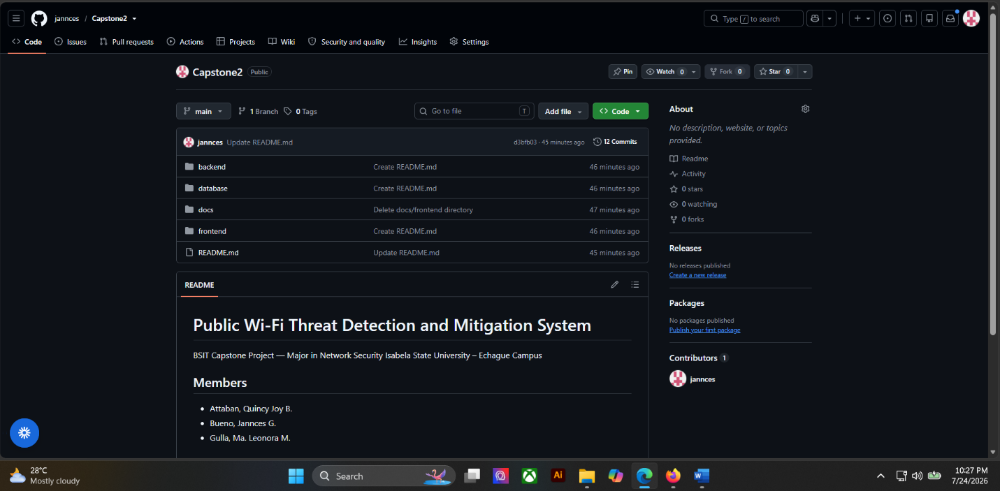 jannces / Capstone2
Type / to search
Code Issues Pull requests Actions Projects Wiki Security and quality Insights Settings
Capstone2 Public
Pin Watch 0 Fork 0 Star 0
main 1 Branch 0 Tags Go to file T Add file Code
jannces Update README.md d3bfb03 · 45 minutes ago 12 Commits
backend Create README.md 46 minutes ago
database Create README.md 46 minutes ago
docs Delete docs/frontend directory 47 minutes ago
frontend Create README.md 46 minutes ago
README.md Update README.md 45 minutes ago
README
Public Wi-Fi Threat Detection and Mitigation System
BSIT Capstone Project — Major in Network Security Isabela State University – Echague Campus
Members
Attaban, Quincy Joy B.
Bueno, Jannces G.
Gulla, Ma. Leonora M.
About
No description, website, or topics
provided.
Readme
Activity
0 stars
0 watching
0 forks
Releases
No releases published
Create a new release
Packages
No packages published
Publish your first package
Contributors 1
jannces
28°C
Mostly cloudy
Search
Ai
W
10:27 PM
7/24/2026